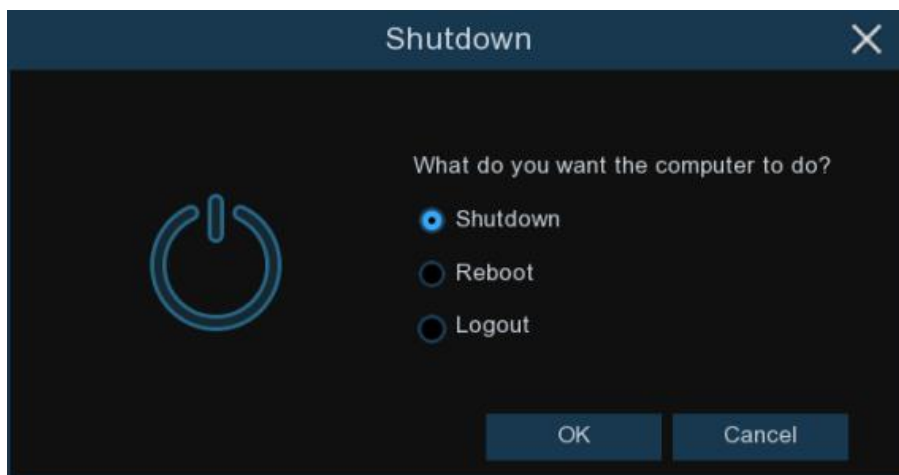 Shutdown
What do you want the computer to do?
Shutdown
Reboot
Logout
OK
Cancel